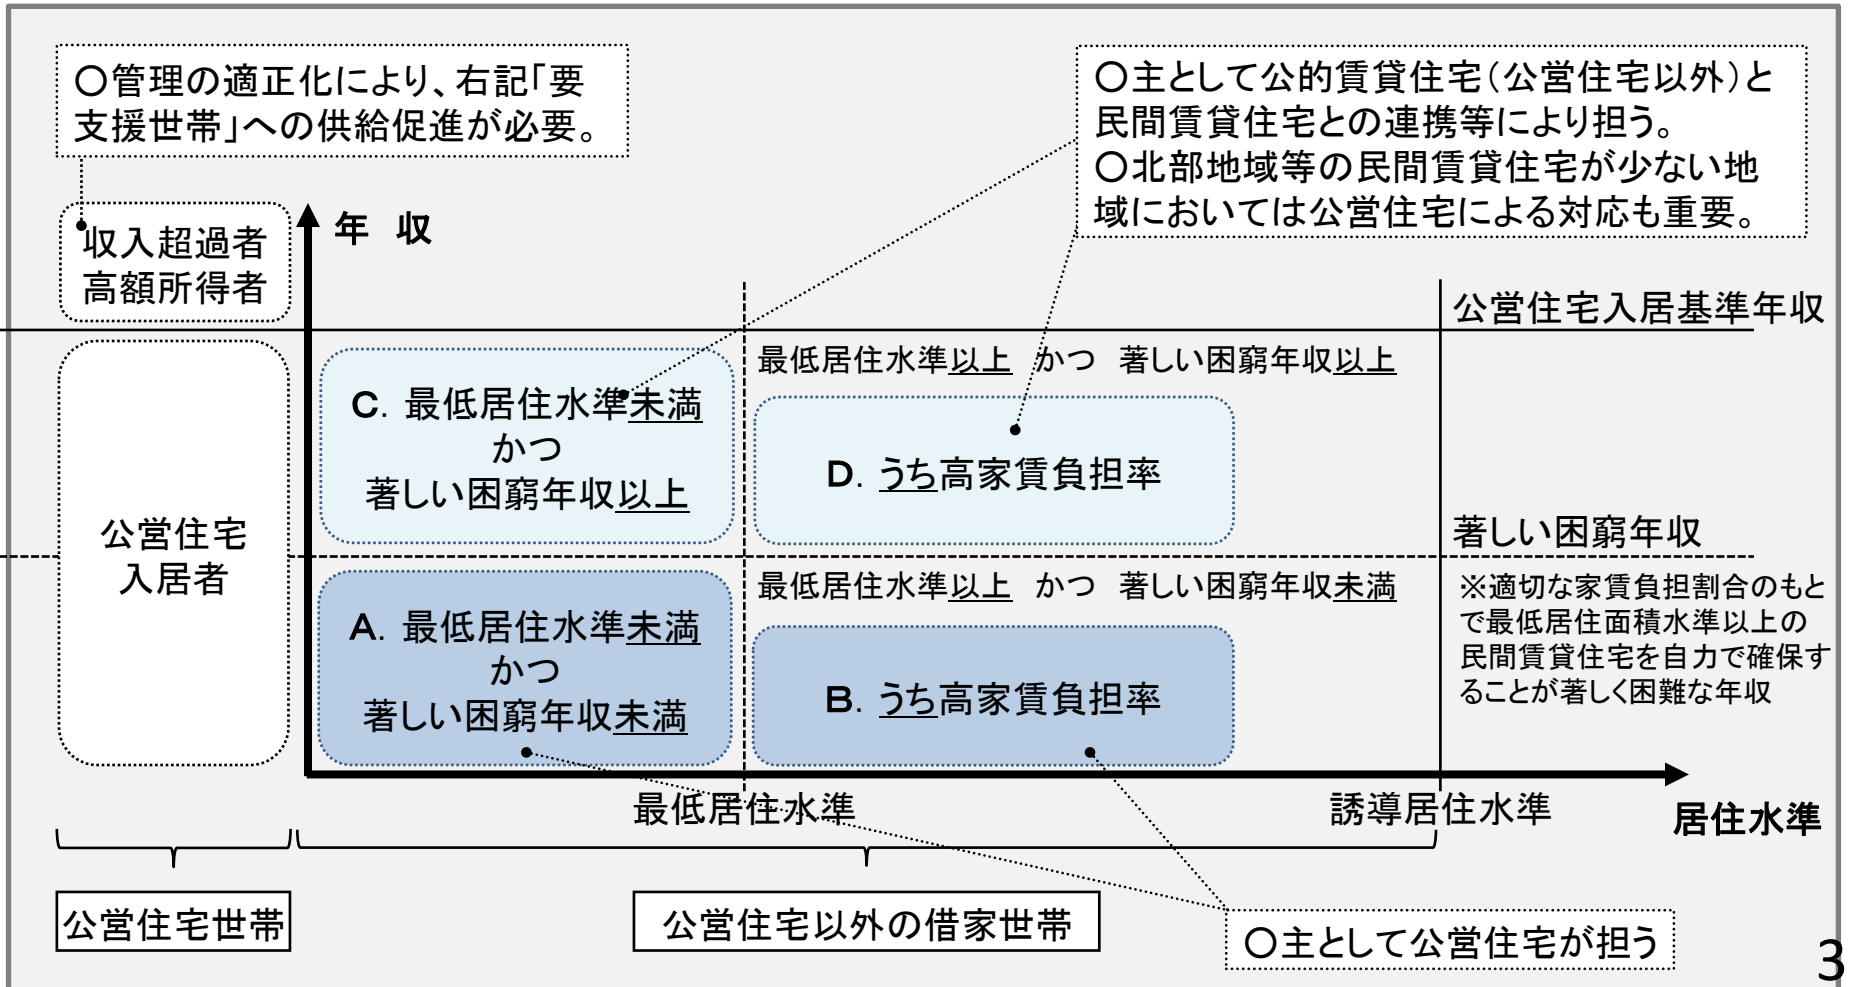 〇管理の適正化により、右記「要
支援世帯」への供給促進が必要。
〇主として公的賃貸住宅（公営住宅以外）と
民間賃貸住宅との連携等により担う。
〇北部地域等の民間賃貸住宅が少ない地
域においては公営住宅による対応も重要。
収入超過者
高額所得者
年 収
公営住宅入居基準年収
最低居住水準以上 かつ 著しい困窮年収以上
C. 最低居住水準未満
かつ
著しい困窮年収以上
D. うち高家賃負担率
公営住宅
入居者
著しい困窮年収
最低居住水準以上 かつ 著しい困窮年収未満
※適切な家賃負担割合のもと
で最低居住面積水準以上の
民間賃貸住宅を自力で確保す
ることが著しく困難な年収
A. 最低居住水準未満
かつ
著しい困窮年収未満
B. うち高家賃負担率
最低居住水準
誘導居住水準
居住水準
公営住宅世帯
公営住宅以外の借家世帯
〇主として公営住宅が担う
3